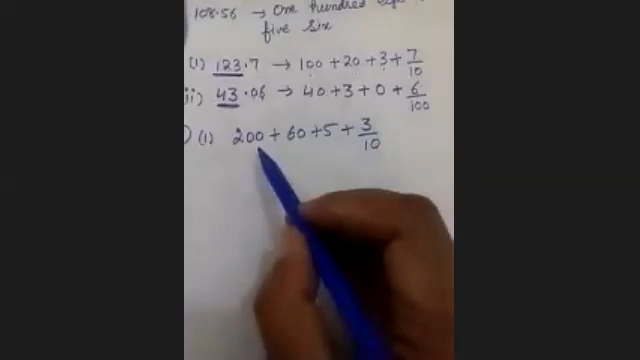 108.56 → One hundred
five six
(i) 123.7 → 100 + 20 + 3 + 7/10
ii) 43.06 → 40 + 3 + 0 + 6/100
(i) 200 + 60 + 5 + 3/10